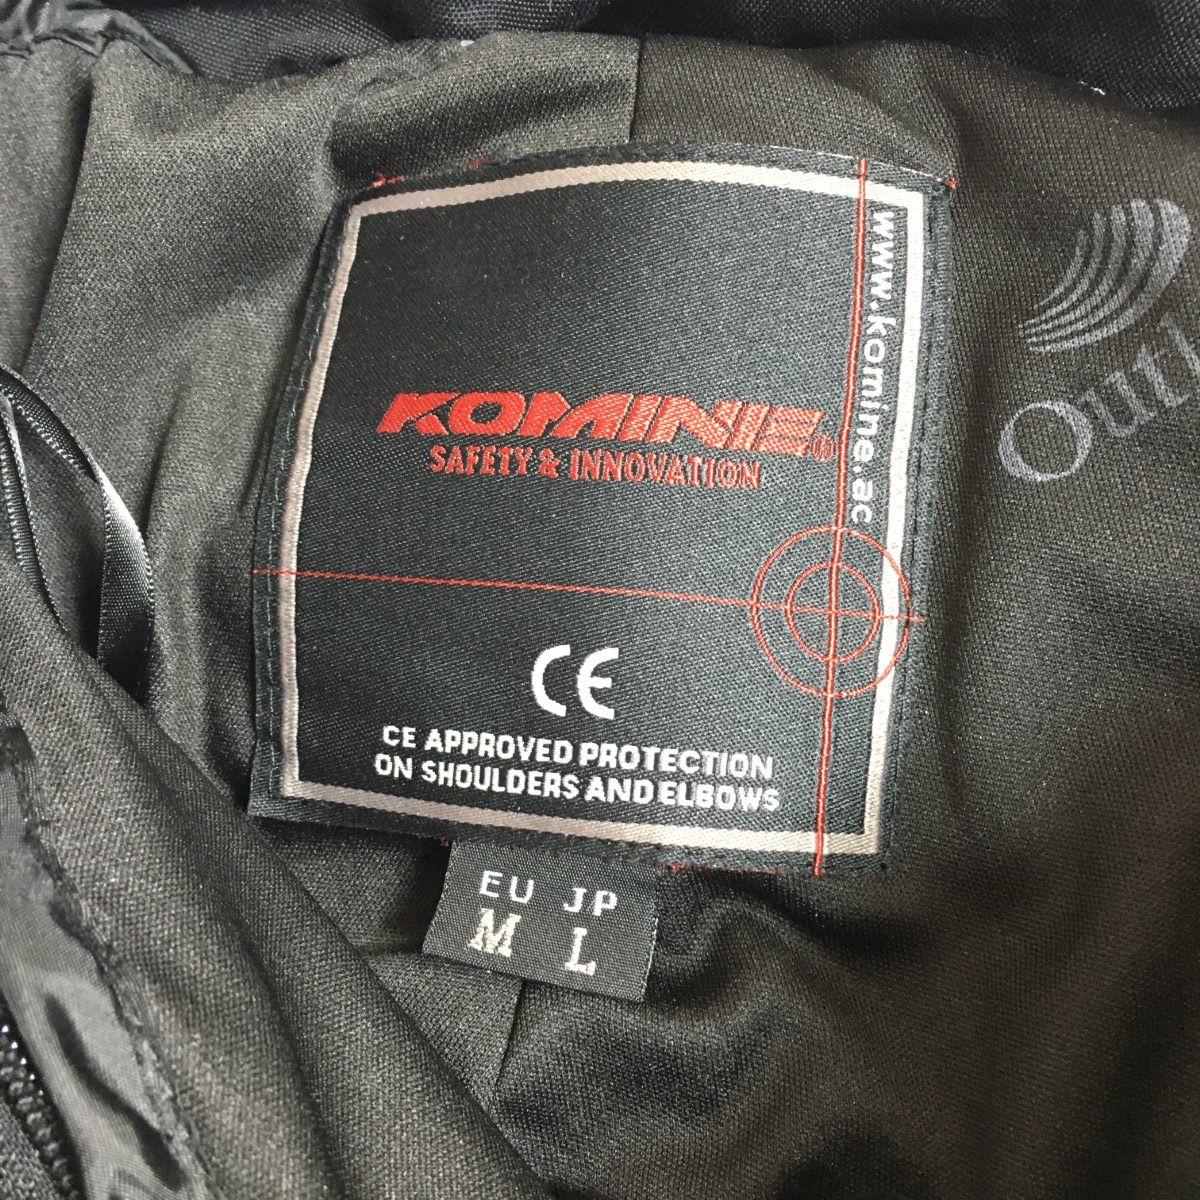 KOMINE®
SAFETY & INNOVATION
www.komine.ac
CE
CE APPROVED PROTECTION
ON SHOULDERS AND ELBOWS
EU JP
M L